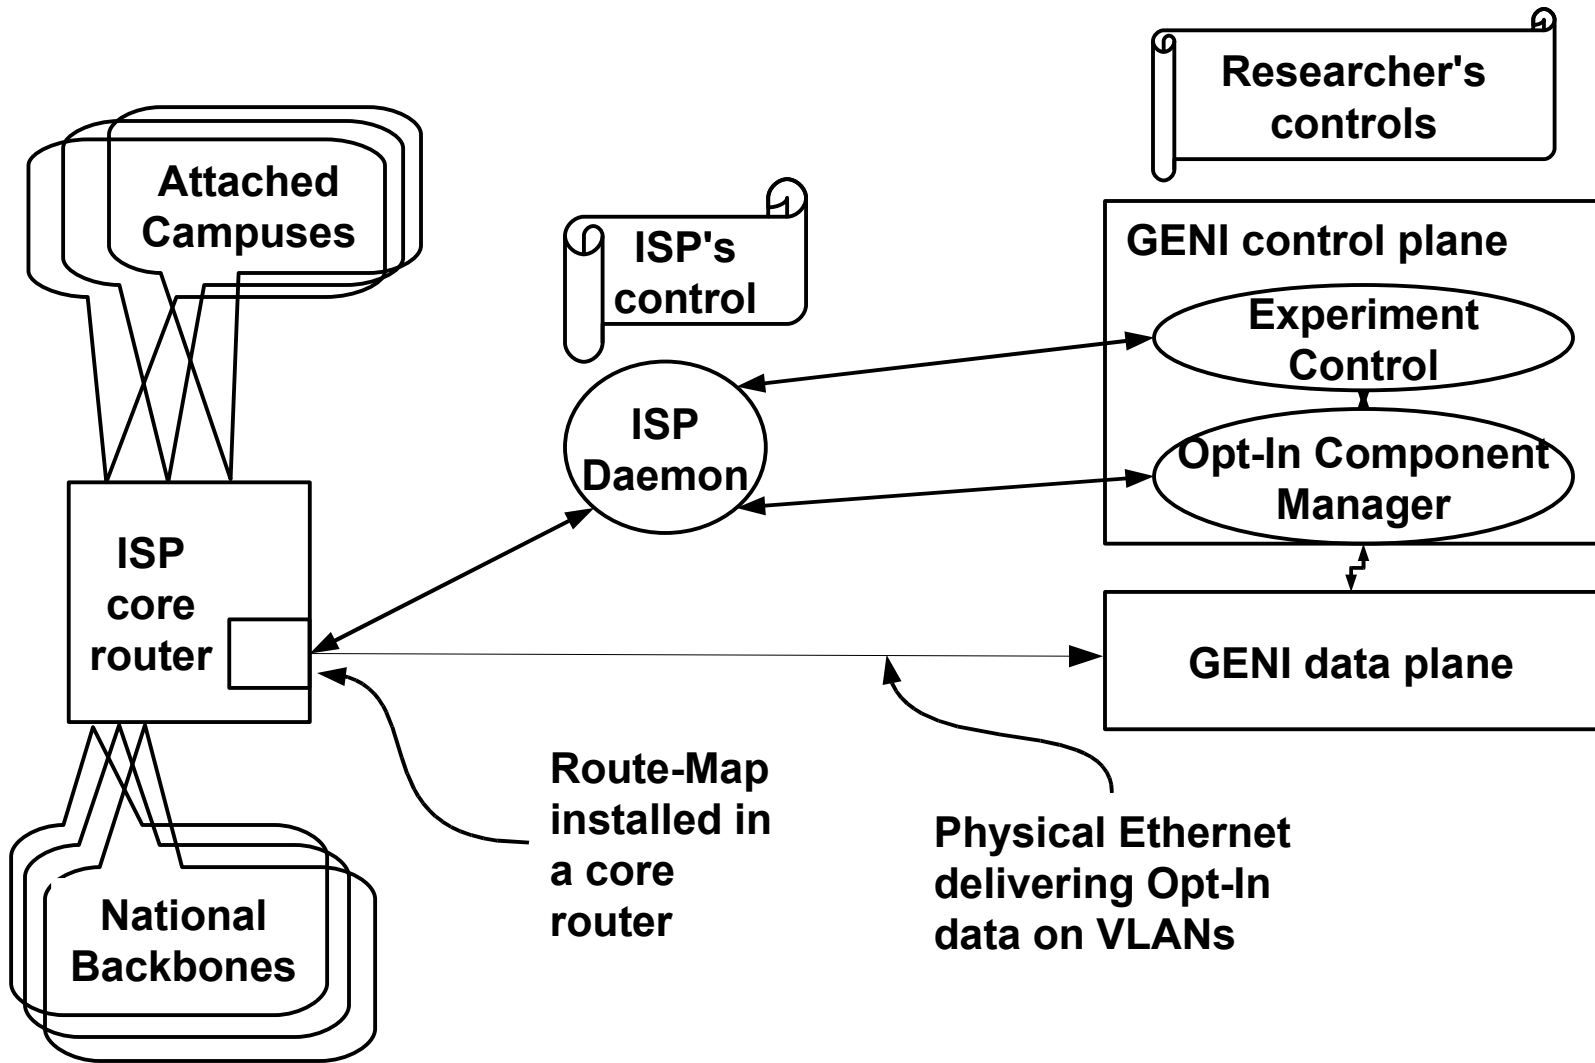 Researcher's
controls
Attached
Campuses
ISP's
control
GENI control plane
Experiment
Control
ISP
Daemon
Opt-In Component
Manager
ISP
core
router
GENI data plane
Route-Map
installed in
a core
router
Physical Ethernet
delivering Opt-In
data on VLANs
National
Backbones